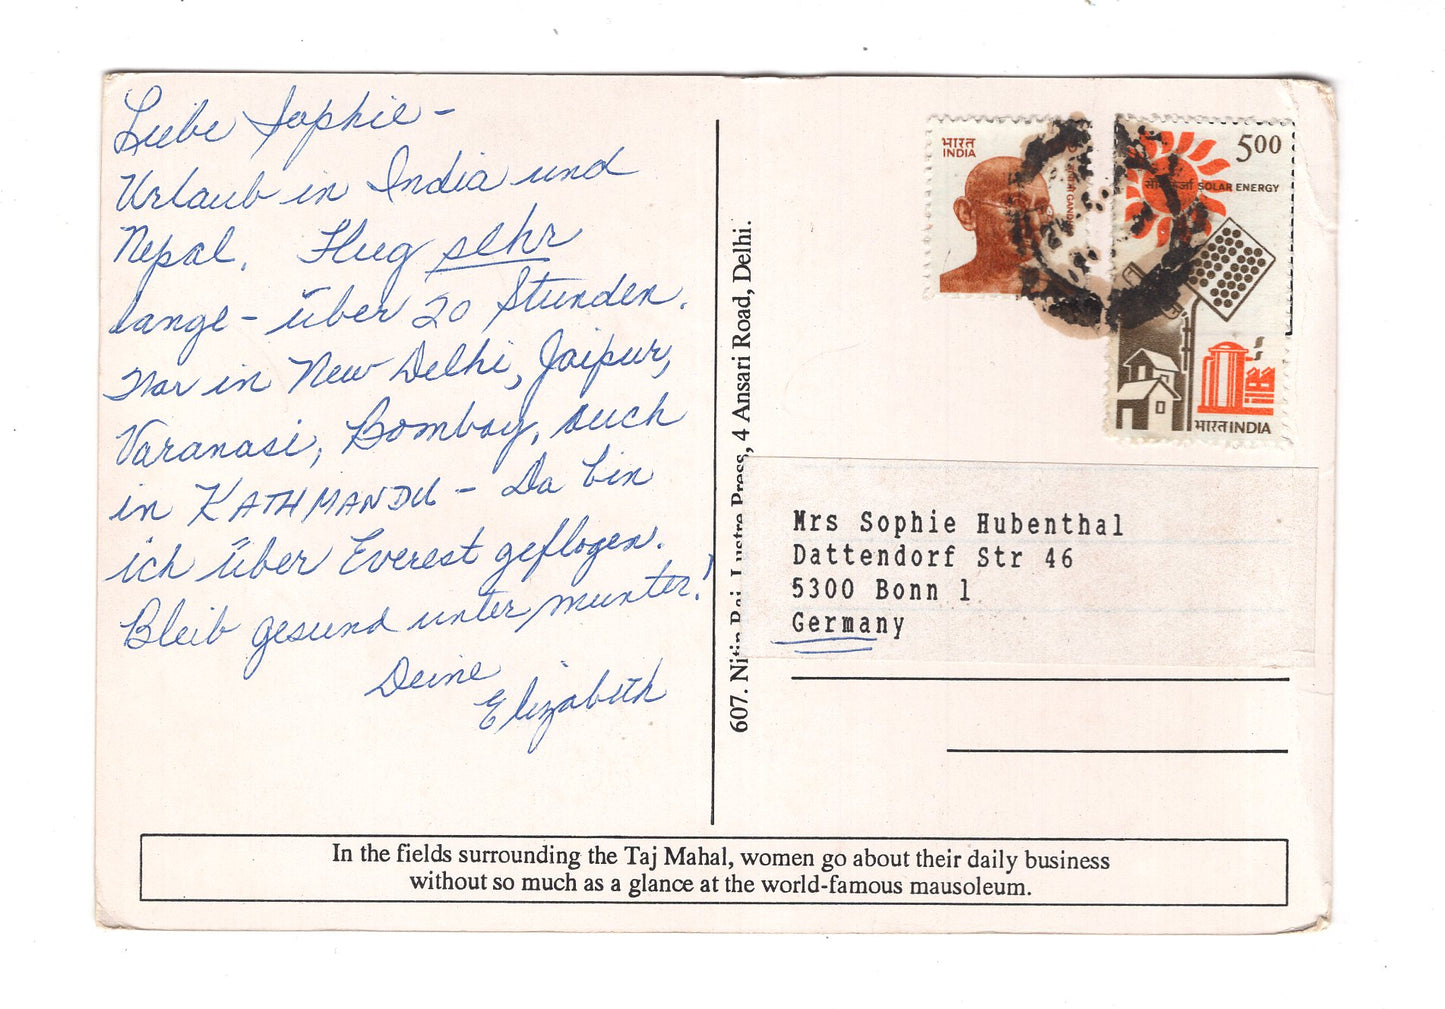 Liebe Sophie -
Urlaub in India und
Nepal. Flug sehr
lange - über 20 Stunden.
War in New Delhi, Jaipur,
Varanasi, Bombay, auch
in KATHMANDU - Da bin
ich über Everest geflogen.
Bleib gesund unter munter!
Deine
Elizabeth
607. Nitin Rai, Lustre Press, 4 Ansari Road, Delhi.
भारत
INDIA
GANDHI
500
सौर ऊर्जा SOLAR ENERGY
भारत INDIA
Mrs Sophie Hubenthal
Dattendorf Str 46
5300 Bonn 1
Germany
In the fields surrounding the Taj Mahal, women go about their daily business
without so much as a glance at the world-famous mausoleum.